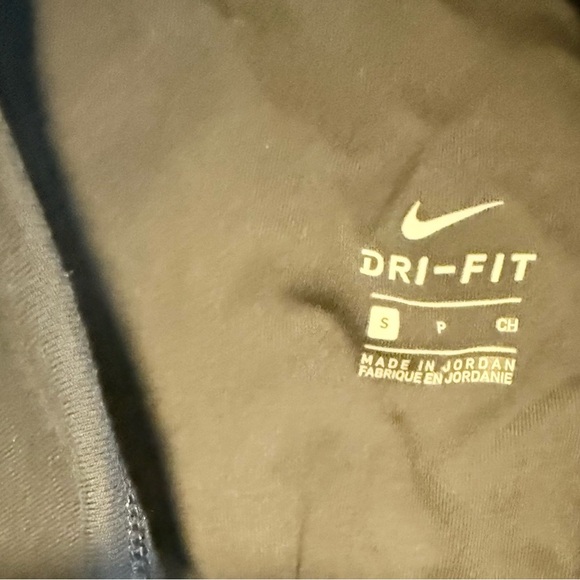 DRI-FIT
S P CH
MADE IN JORDAN
FABRIQUE EN JORDANIE